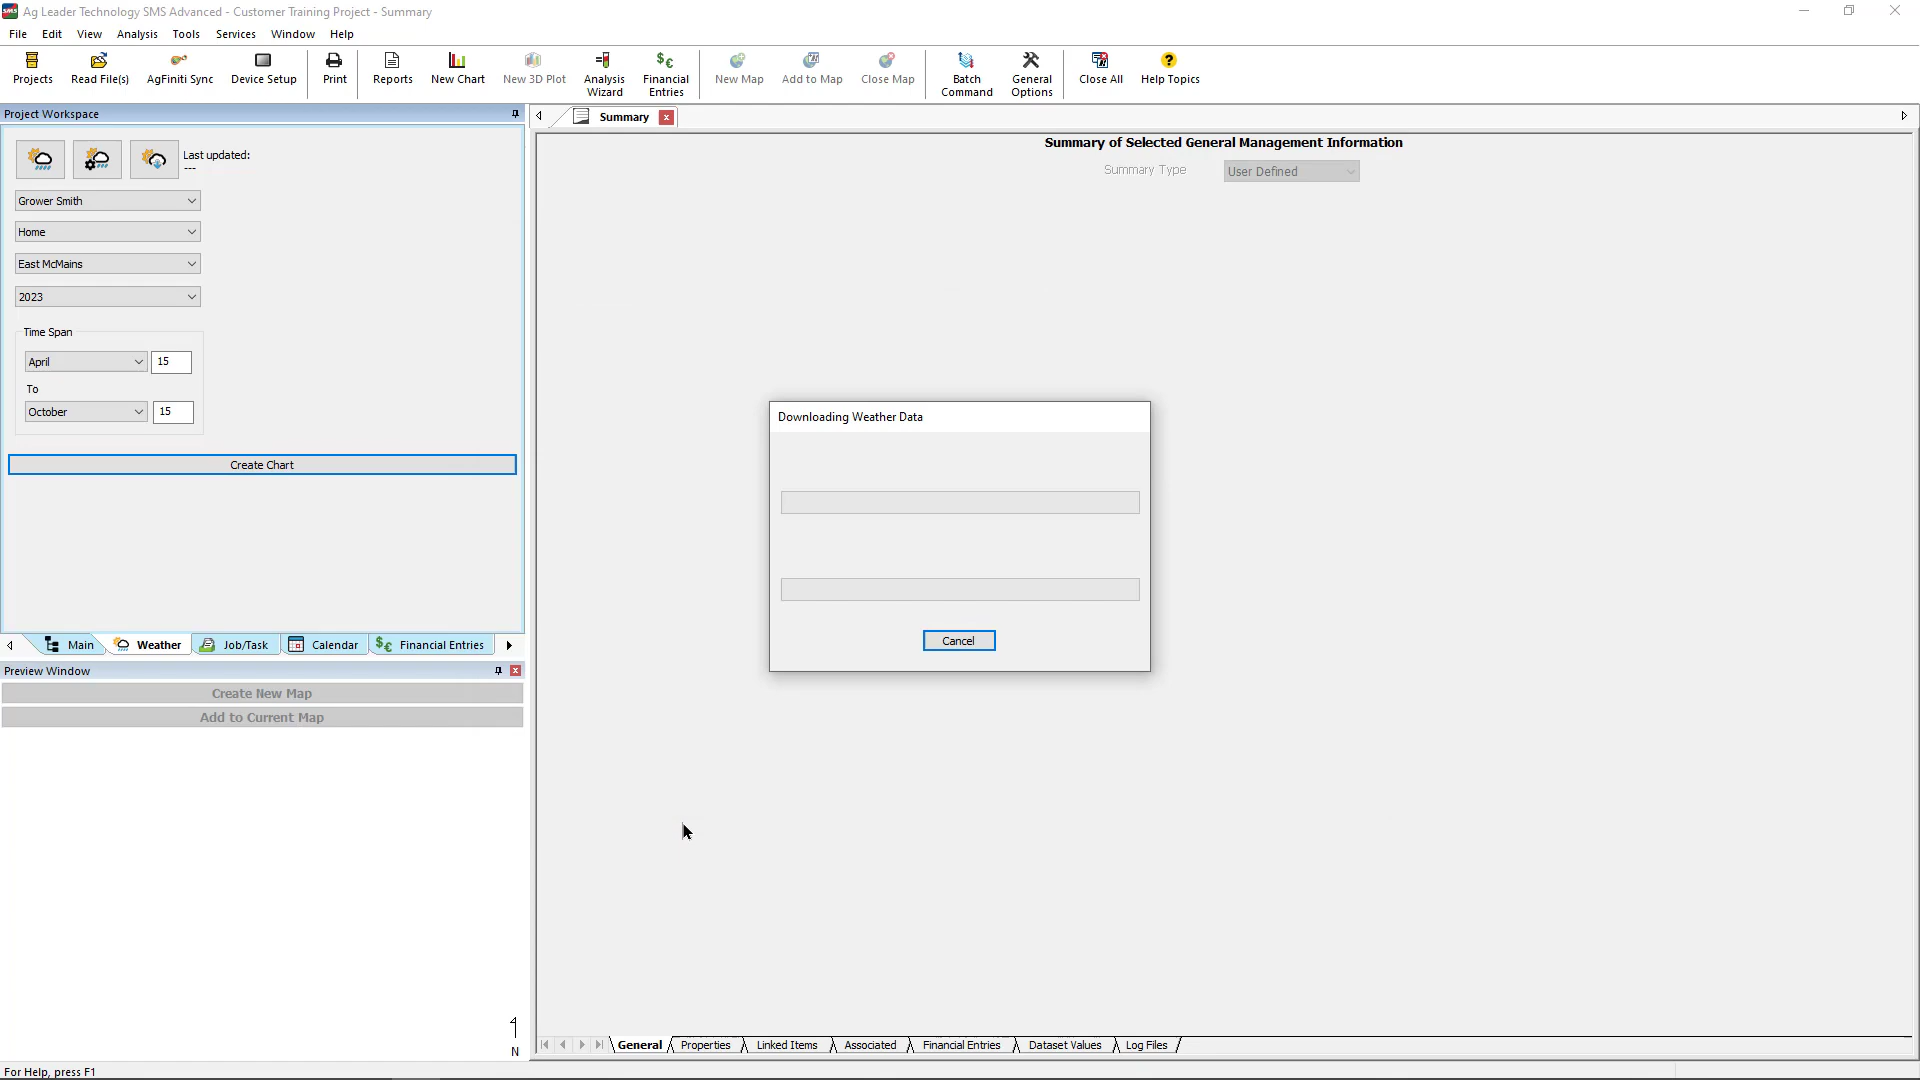 SMS Ag Leader Technology SMS Advanced - Customer Training Project - Summary
File Edit View Analysis Tools Services Window Help
Projects Read File(s) AgFiniti Sync Device Setup Print Reports New Chart New 3D Plot Analysis Wizard Financial Entries New Map Add to Map Close Map Batch Command General Options Close All Help Topics
Project Workspace
Summary
Summary of Selected General Management Information
Last updated:
---
Summary Type User Defined
Grower Smith
Home
East McMains
2023
Time Span
April 15
To
October 15
Create Chart
Downloading Weather Data
Cancel
Main Weather Job/Task Calendar Financial Entries
Preview Window
Create New Map
Add to Current Map
N
General Properties Linked Items Associated Financial Entries Dataset Values Log Files
For Help, press F1